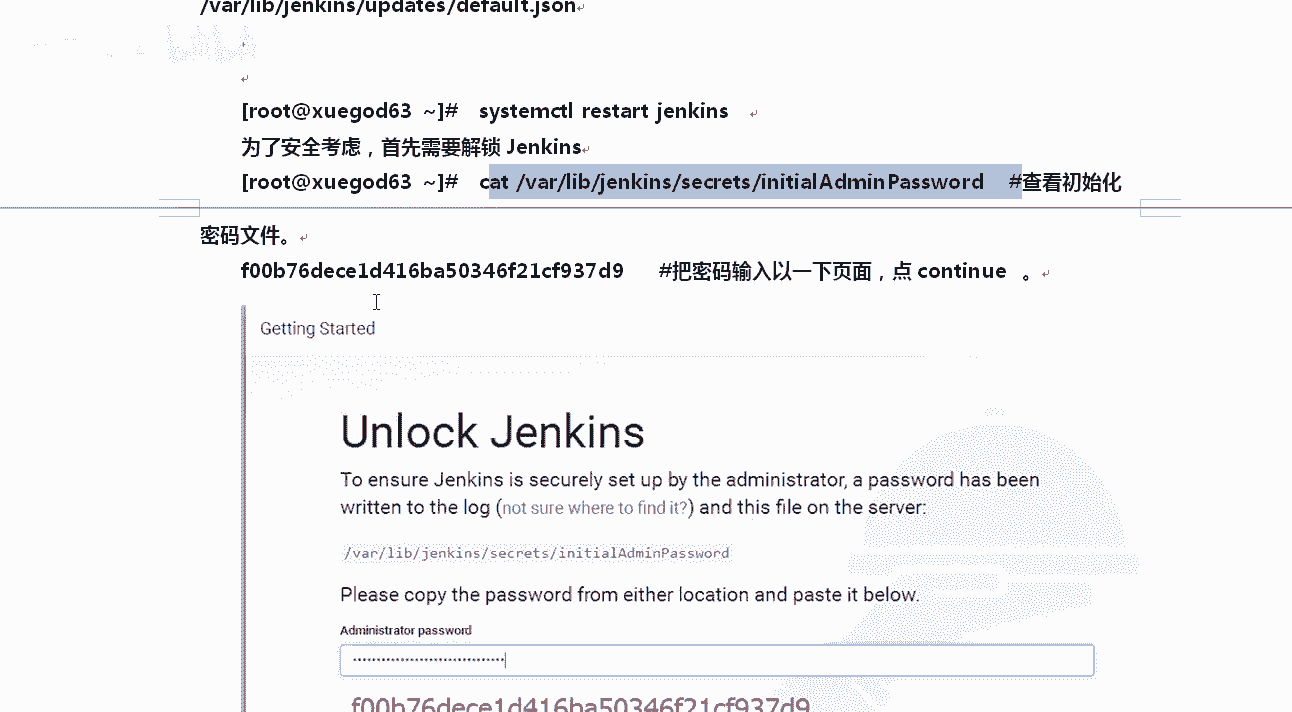 /var/lib/jenkins/updates/default.json
[root@xuegod63 ~]# systemctl restart jenkins
为了安全考虑，首先需要解锁 Jenkins
[root@xuegod63 ~]# cat /var/lib/jenkins/secrets/initialAdminPassword #查看初始化
密码文件。
f00b76dece1d416ba50346f21cf937d9 #把密码输入以一下页面，点 continue 。
Getting Started
Unlock Jenkins
To ensure Jenkins is securely set up by the administrator, a password has been
written to the log (not sure where to find it?) and this file on the server:
/var/lib/jenkins/secrets/initialAdminPassword
Please copy the password from either location and paste it below.
Administrator password
f00b76dece1d416ba50346f21cf937d9